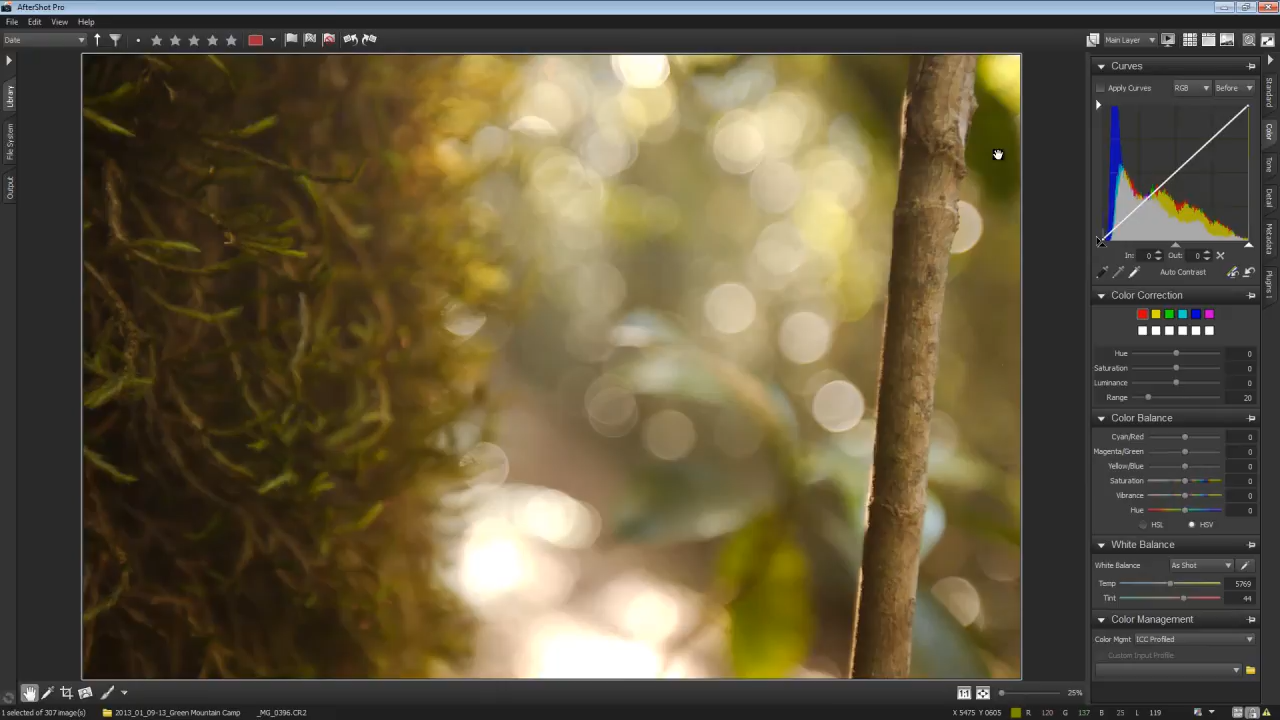 AfterShot Pro
File Edit View Help
Date Main Layer
Curves
Apply Curves RGB Before
In: 0 Out: 0
Auto Contrast
Color Correction
Hue 0
Saturation 0
Luminance 0
Range 20
Color Balance
Cyan/Red 0
Magenta/Green 0
Yellow/Blue 0
Saturation 0
Vibrance 0
Hue 0
HSL HSV
White Balance
White Balance As Shot
Temp 5769
Tint 44
Color Management
Color Mgmt ICC Profiled
Custom Input Profile
Library
File System
Output
Standard
Color
Tone
Detail
Metadata
Plugins 1
1:1 25%
1 selected of 307 image(s) 2013_01_09-13_Green Mountain Camp _MG_0396.CR2 X 5475 Y 0605 R 120 G 137 B 25 L 119